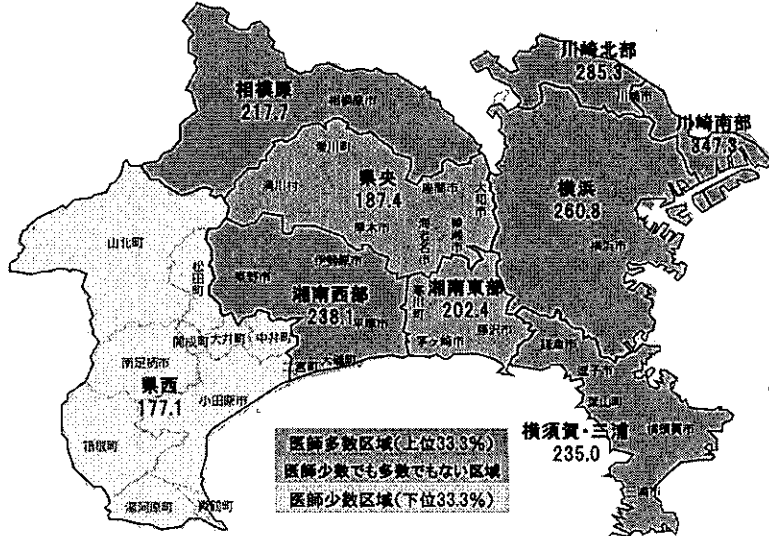 川崎北部
285.3
川崎市
川崎南部
347.3
相模原
217.7
相模原市
愛川町
清川村
県央
187.4
座間市
大和市
海老名市
綾瀬市
厚木市
横浜
260.8
横浜市
山北町
松田町
秦野市
伊勢原市
湘南西部
238.1
平塚市
湘南東部
202.4
寒川町
茅ヶ崎市
藤沢市
開成町
大井町
中井町
二宮町
大磯町
鎌倉市
逗子市
葉山町
南足柄市
県西
177.1
小田原市
箱根町
湯河原町
真鶴町
横須賀・三浦
235.0
横須賀市
三浦市
医師多数区域(上位33.3%)
医師少数でも多数でもない区域
医師少数区域(下位33.3%)